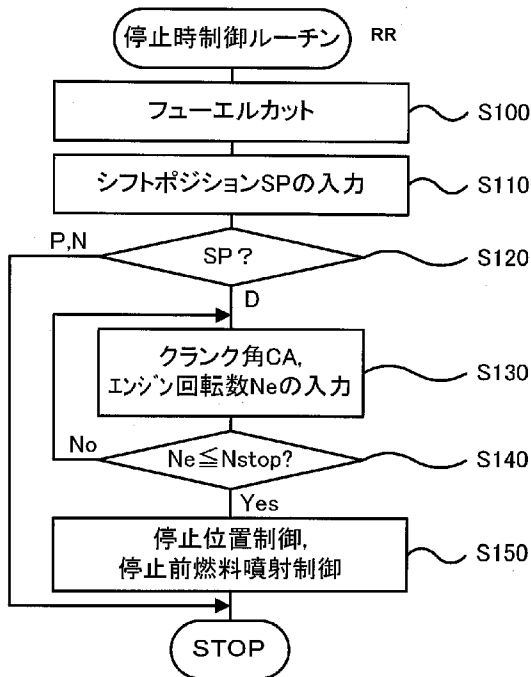 停止時制御ルーチン
RR
フューエルカット
S100
シフトポジションSPの入力
S110
P,N
SP?
S120
D
クランク角CA,
エンジン回転数Neの入力
S130
No
Ne≦Nstop?
S140
Yes
停止位置制御,
停止前燃料噴射制御
S150
STOP